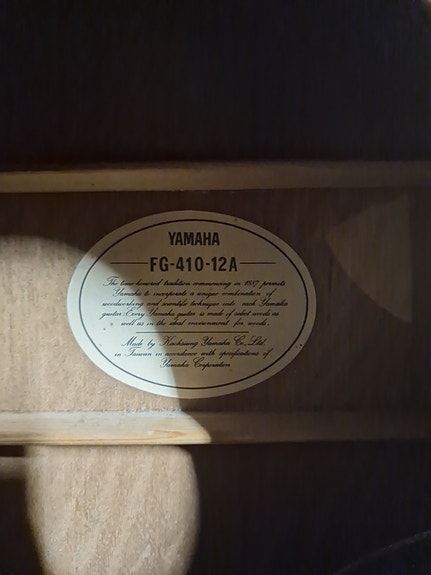 YAMAHA
FG-410-12A
The time-honored tradition commencing in 1887 permits
Yamaha to incorporate a unique combination of
woodworking and scientific technique into each Yamaha
guitar. Every Yamaha guitar is made of select woods as
well as in the ideal environment for woods.
Made by Kaohsiung Yamaha Co., Ltd.
in Taiwan in accordance with specifications of
Yamaha Corporation